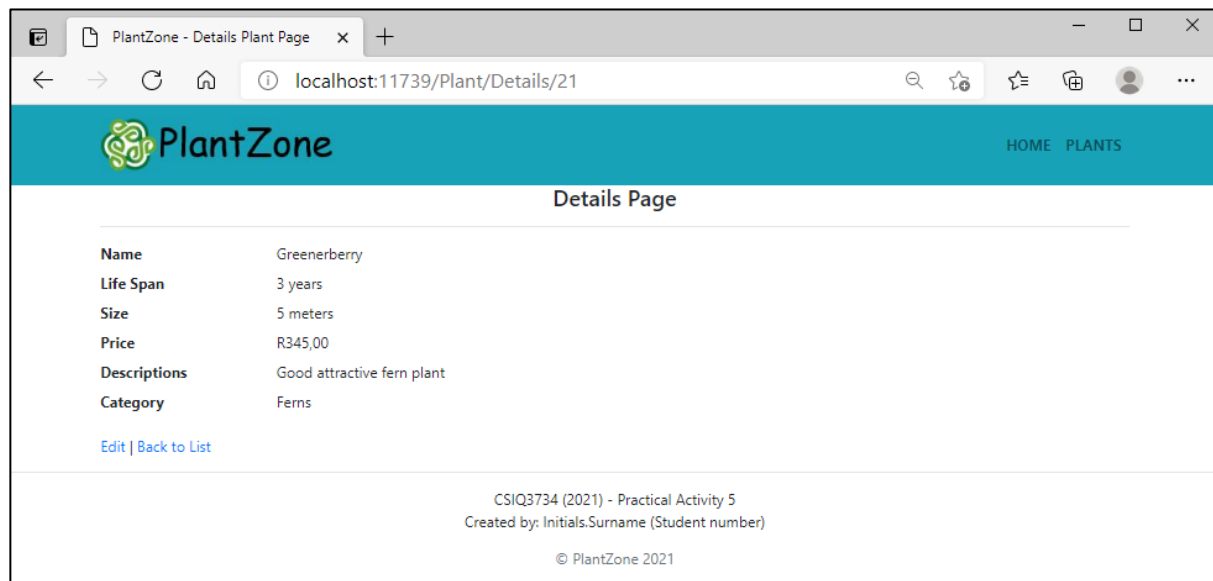 PlantZone - Details Plant Page
localhost:11739/Plant/Details/21
PlantZone
HOME PLANTS
Details Page
Name Greenerberry
Life Span 3 years
Size 5 meters
Price R345,00
Descriptions Good attractive fern plant
Category Ferns
Edit | Back to List
CSIQ3734 (2021) - Practical Activity 5
Created by: Initials.Surname (Student number)
© PlantZone 2021